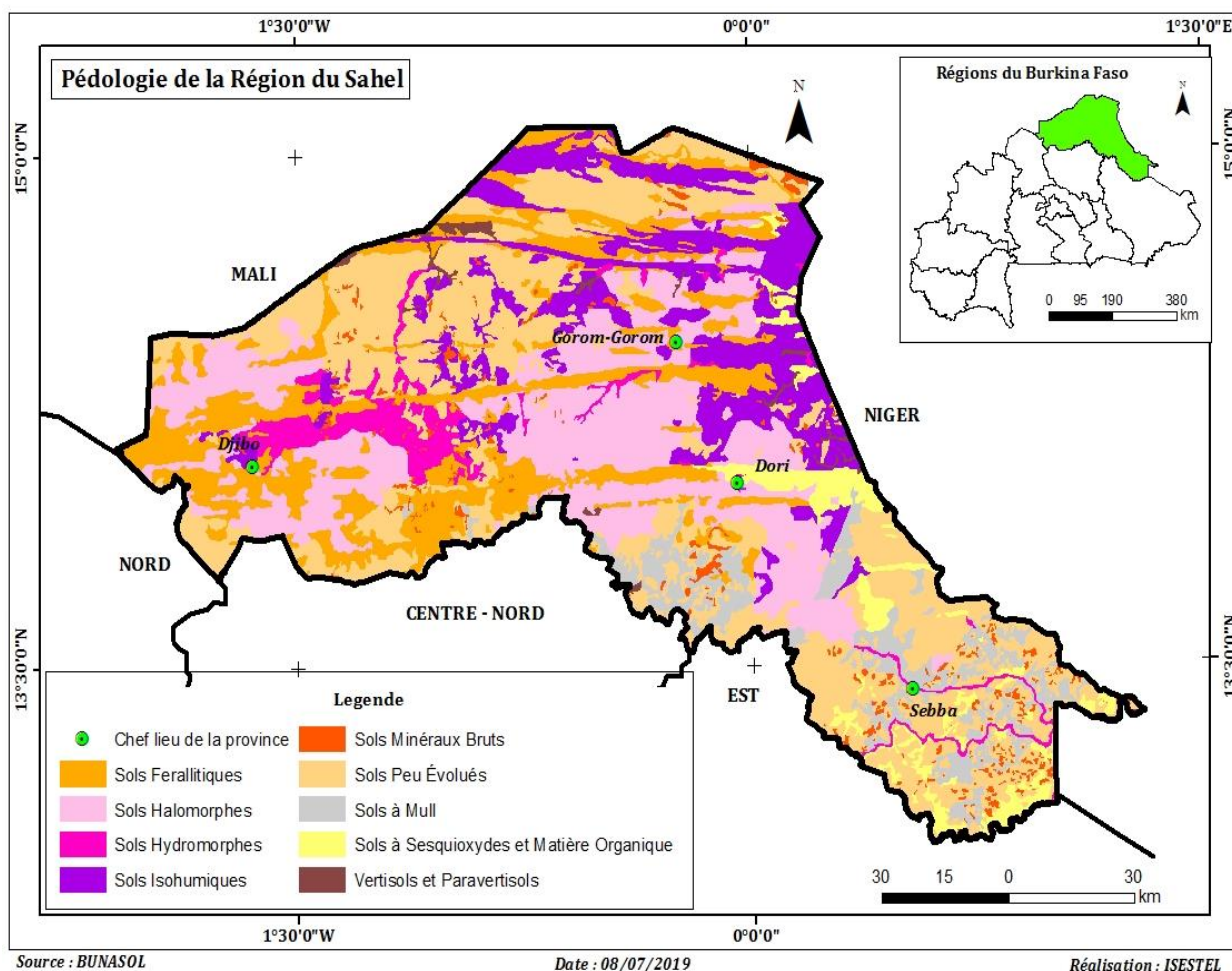 1°30'0"W
0°0'0"
1°30'0"E
Pédologie de la Région du Sahel
Régions du Burkina Faso
N
N
15°0'0"N
15°0'0"N
MALI
0 95 190 380
km
Gorom-Gorom
NIGER
Djibo
Dori
NORD
CENTRE - NORD
13°30'0"N
13°30'0"N
EST
Sebba
Legende
Chef lieu de la province
Sols Ferallitiques
Sols Halomorphes
Sols Hydromorphes
Sols Isohumiques
Sols Minéraux Bruts
Sols Peu Évolués
Sols à Mull
Sols à Sesquioxydes et Matière Organique
Vertisols et Paravertisols
30 15 0 30
km
1°30'0"W
0°0'0"
Source : BUNASOL
Date : 08/07/2019
Réalisation : ISESTEL